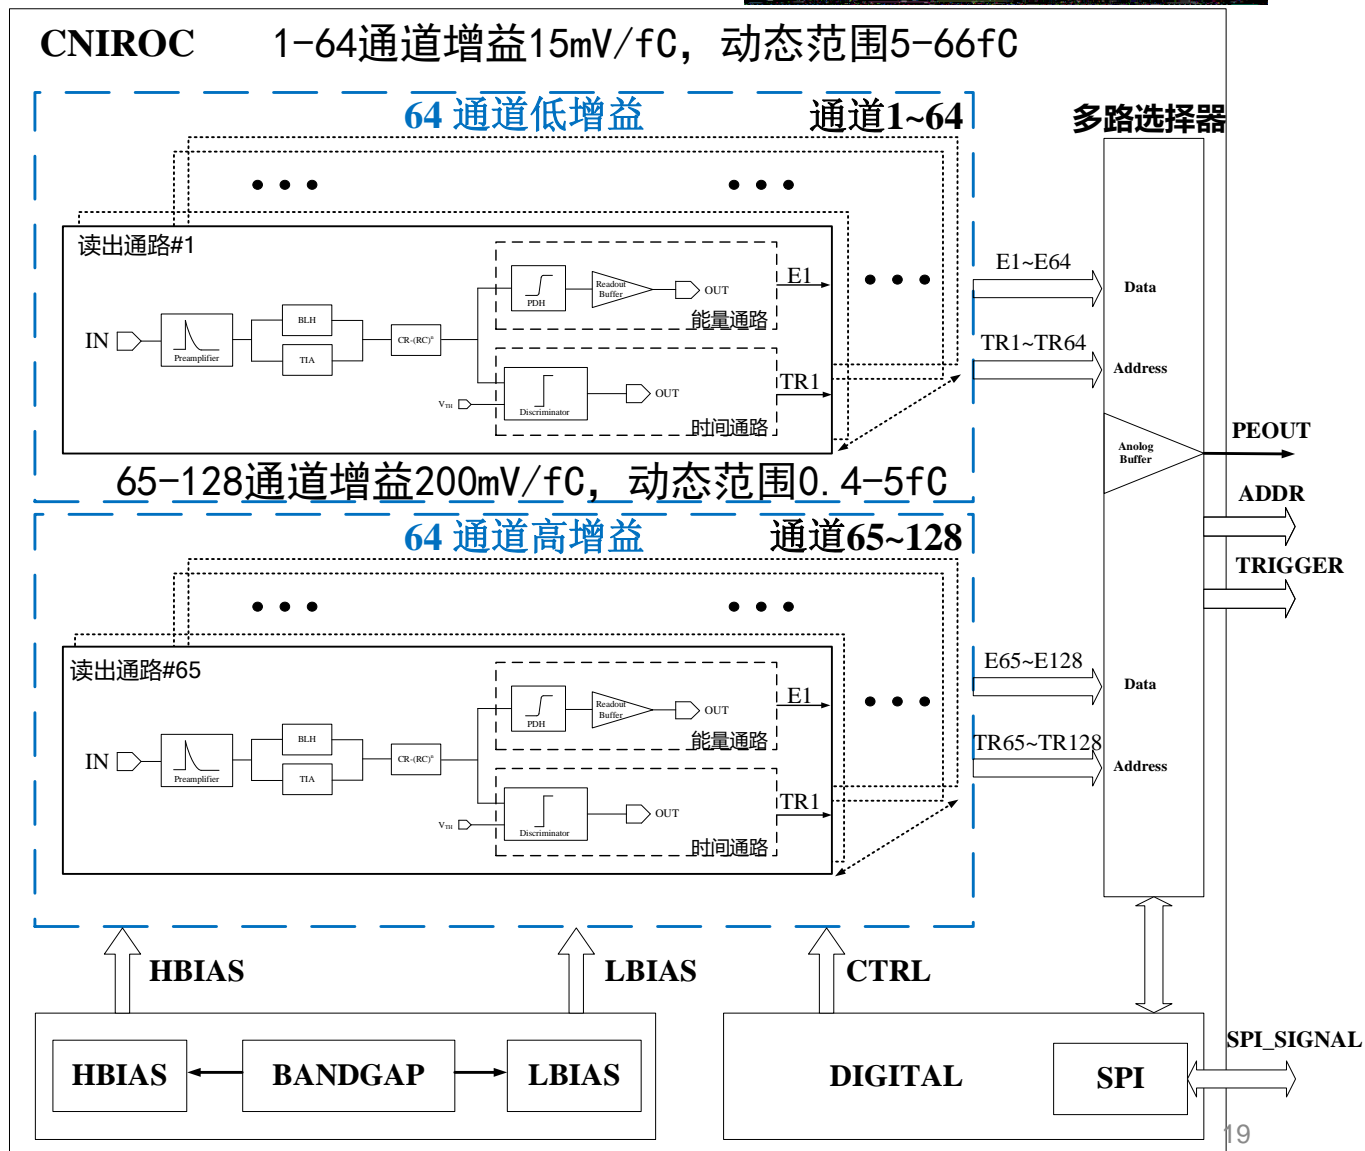 CNIROC 1-64通道增益15mV/fC，动态范围5-66fC
64 通道低增益 通道1~64
多路选择器
读出通路#1
IN
Preamplifier
BLH
TIA
CR-(RC)ⁿ
PDH
Readout
Buffer
OUT
E1
能量通路
V_TH
Discriminator
OUT
TR1
时间通路
E1~E64
Data
TR1~TR64
Address
Anolog
Buffer
PEOUT
ADDR
TRIGGER
65-128通道增益200mV/fC，动态范围0.4-5fC
64 通道高增益 通道65~128
读出通路#65
IN
Preamplifier
BLH
TIA
CR-(RC)ⁿ
PDH
Readout
Buffer
OUT
E1
能量通路
V_TH
Discriminator
OUT
TR1
时间通路
E65~E128
Data
TR65~TR128
Address
HBIAS
LBIAS
CTRL
HBIAS
BANDGAP
LBIAS
DIGITAL
SPI
SPI_SIGNAL
19